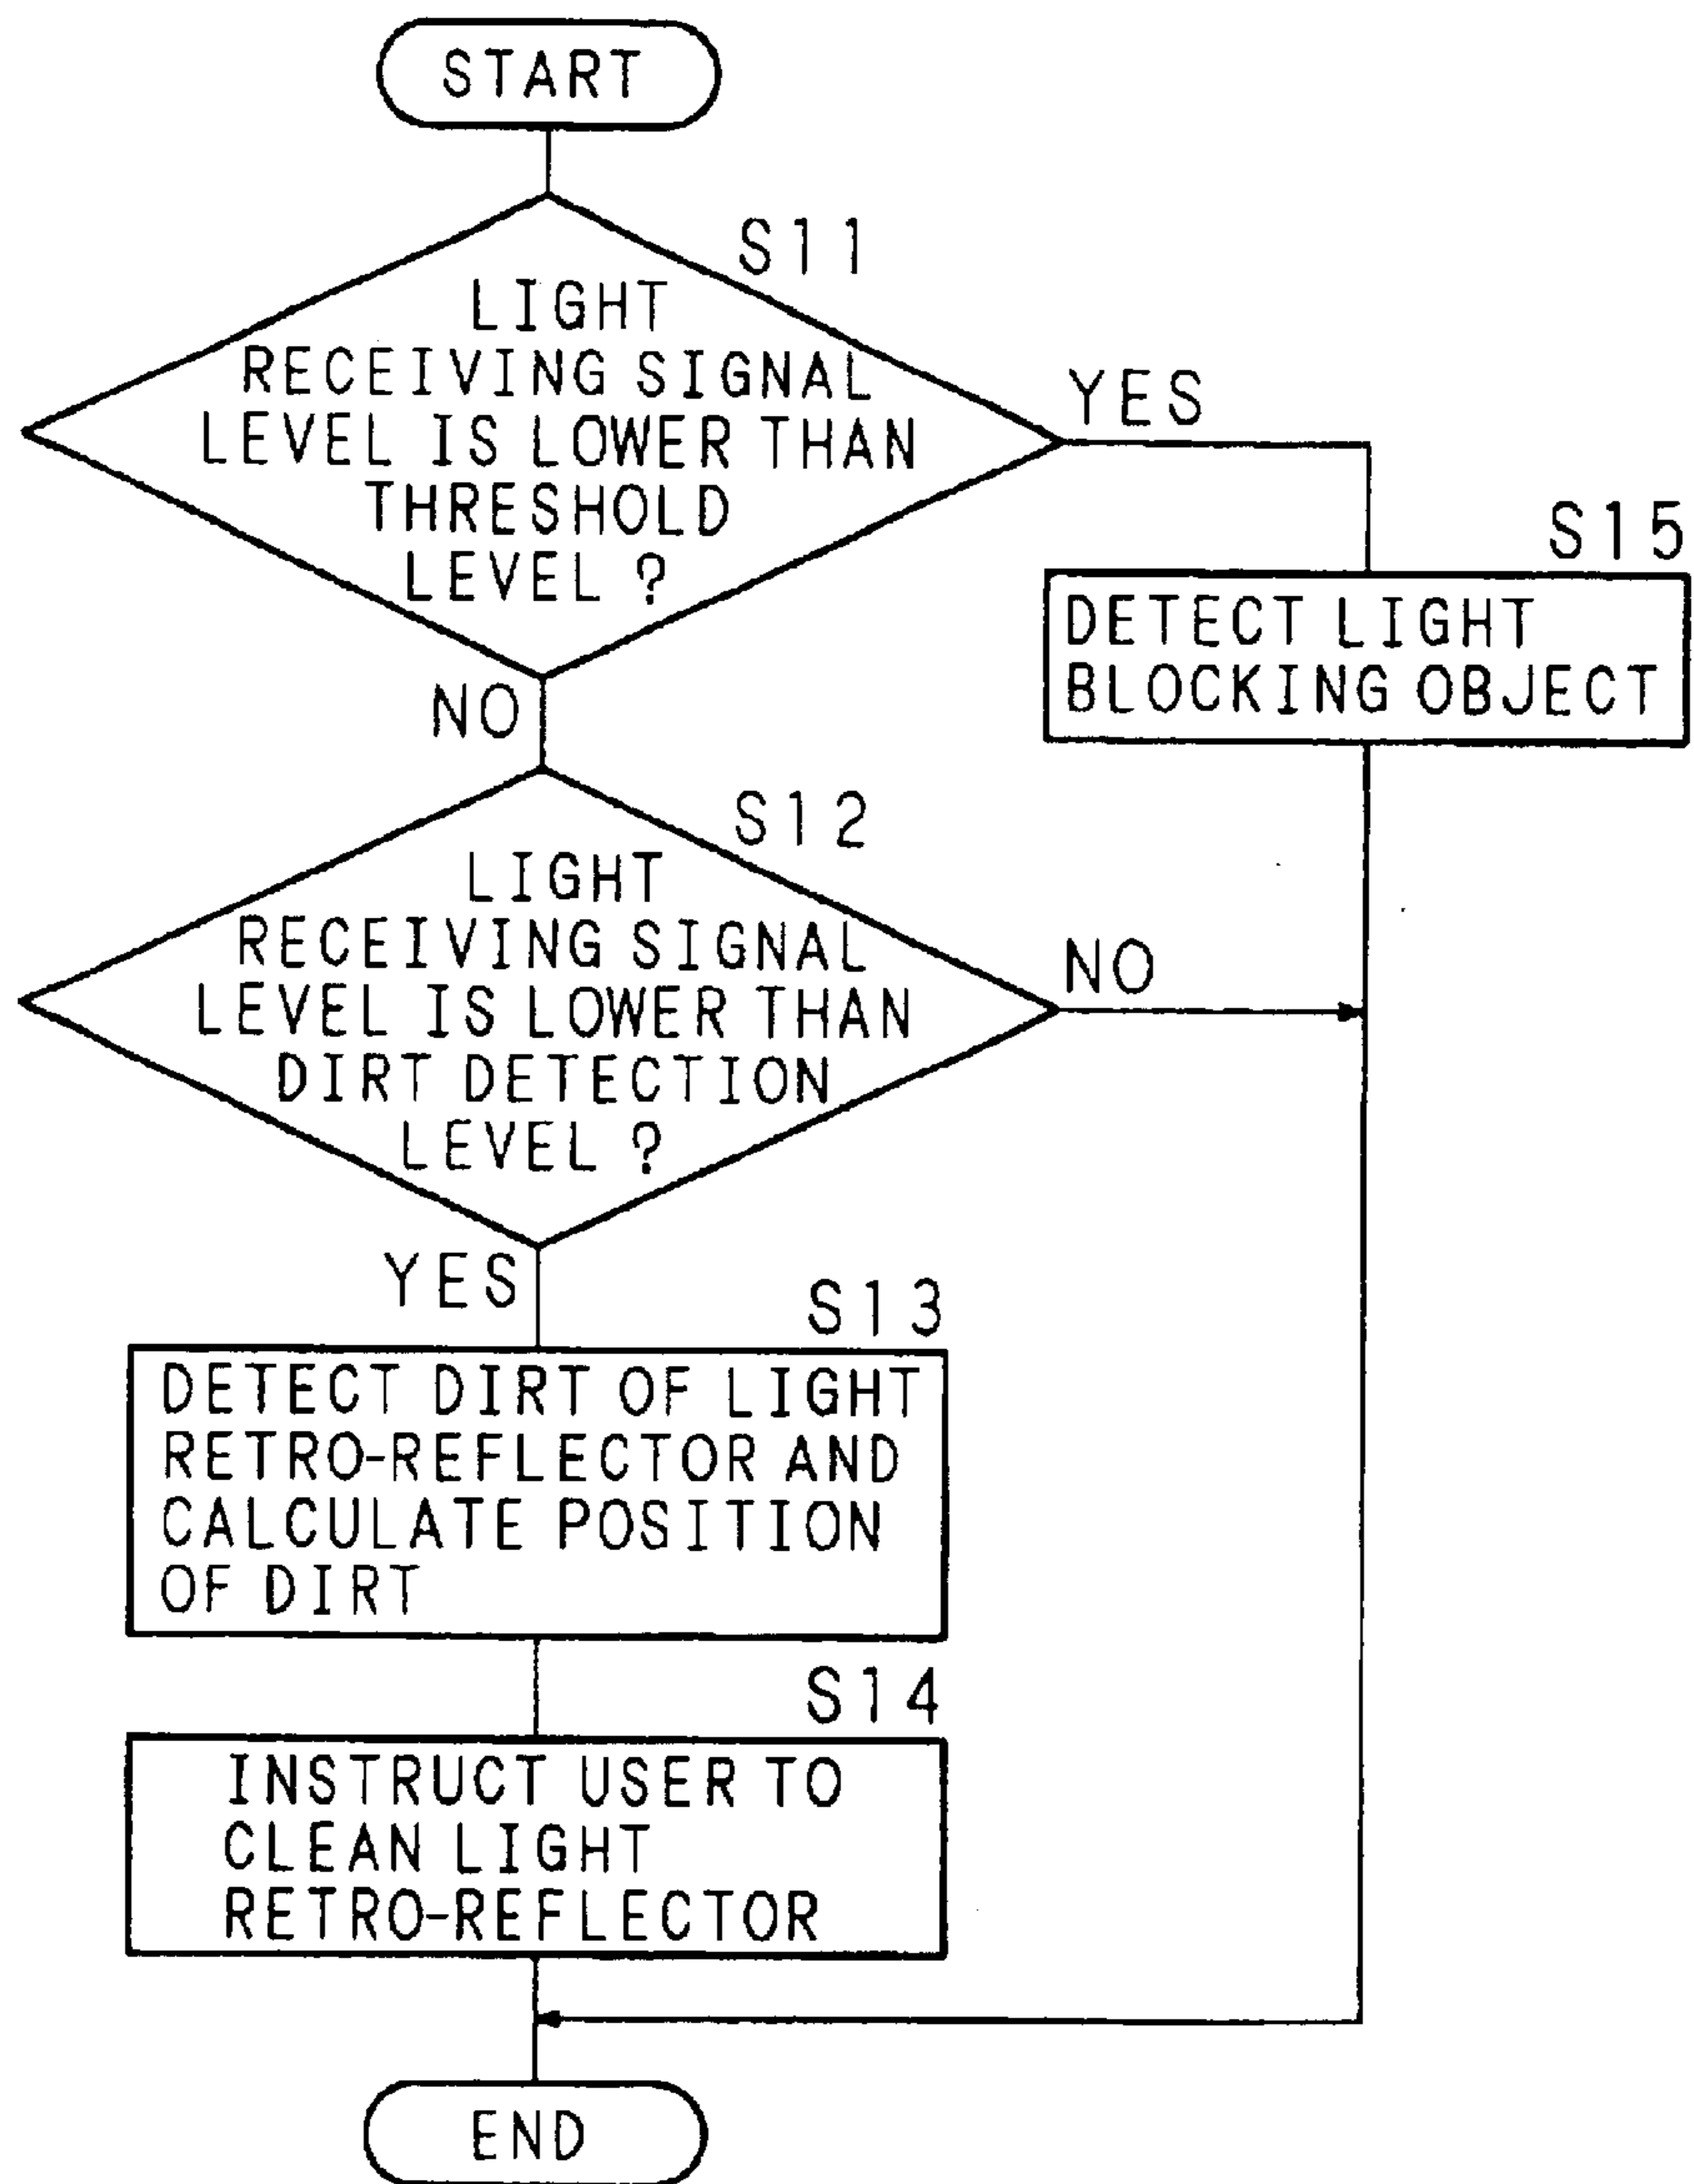 START
S11
LIGHT
RECEIVING SIGNAL
LEVEL IS LOWER THAN
THRESHOLD
LEVEL ?
YES
S15
DETECT LIGHT
BLOCKING OBJECT
NO
S12
LIGHT
RECEIVING SIGNAL
LEVEL IS LOWER THAN
DIRT DETECTION
LEVEL ?
NO
YES
S13
DETECT DIRT OF LIGHT
RETRO-REFLECTOR AND
CALCULATE POSITION
OF DIRT
S14
INSTRUCT USER TO
CLEAN LIGHT
RETRO-REFLECTOR
END